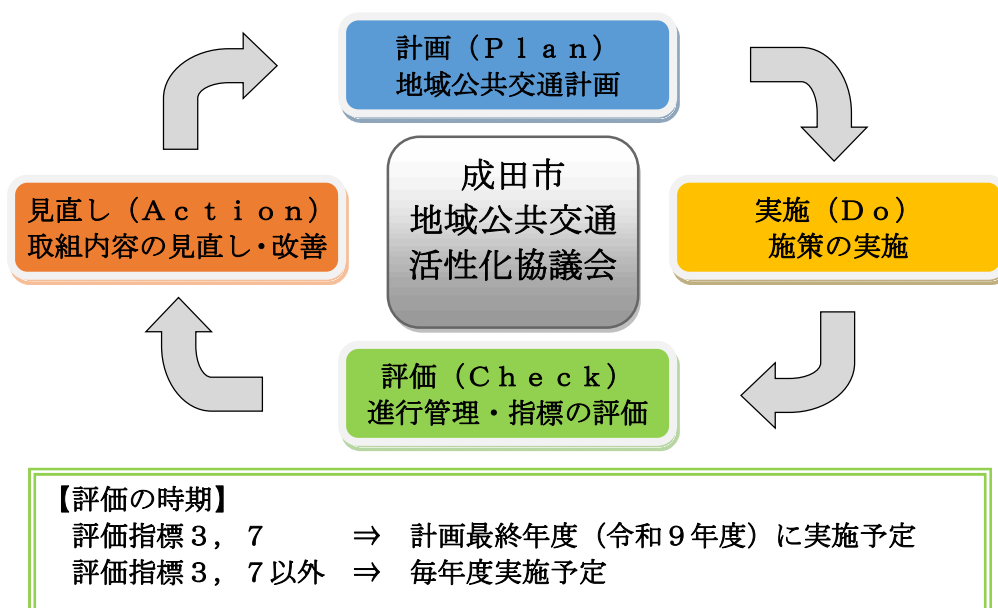 計画（Ｐｌａｎ）
地域公共交通計画
成田市
地域公共交通
活性化協議会
見直し（Ａｃｔｉｏｎ）
取組内容の見直し・改善
実施（Ｄｏ）
施策の実施
評価（Ｃｈｅｃｋ）
進行管理・指標の評価
【評価の時期】
評価指標３，７　　　⇒　計画最終年度（令和９年度）に実施予定
評価指標３，７以外　⇒　毎年度実施予定